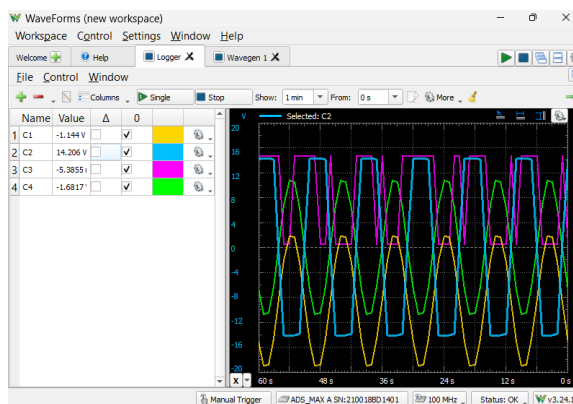 WaveForms (new workspace)
Workspace Control Settings Window Help
Welcome Help Logger X Wavegen 1 X
File Control Window
Columns Single Stop Show: 1 min From: 0 s More
Name Value Δ 0
1 C1 -1.144 V
2 C2 14.206 V
3 C3 -5.3855
4 C4 -1.6817
V Selected: C2
20
16
12
8
4
0
-4
-8
-12
-16
-20
X 60 s 48 s 36 s 24 s 12 s 0 s
Manual Trigger ADS_MAX A SN:210018BD1401 100 MHz Status: OK v3.24.